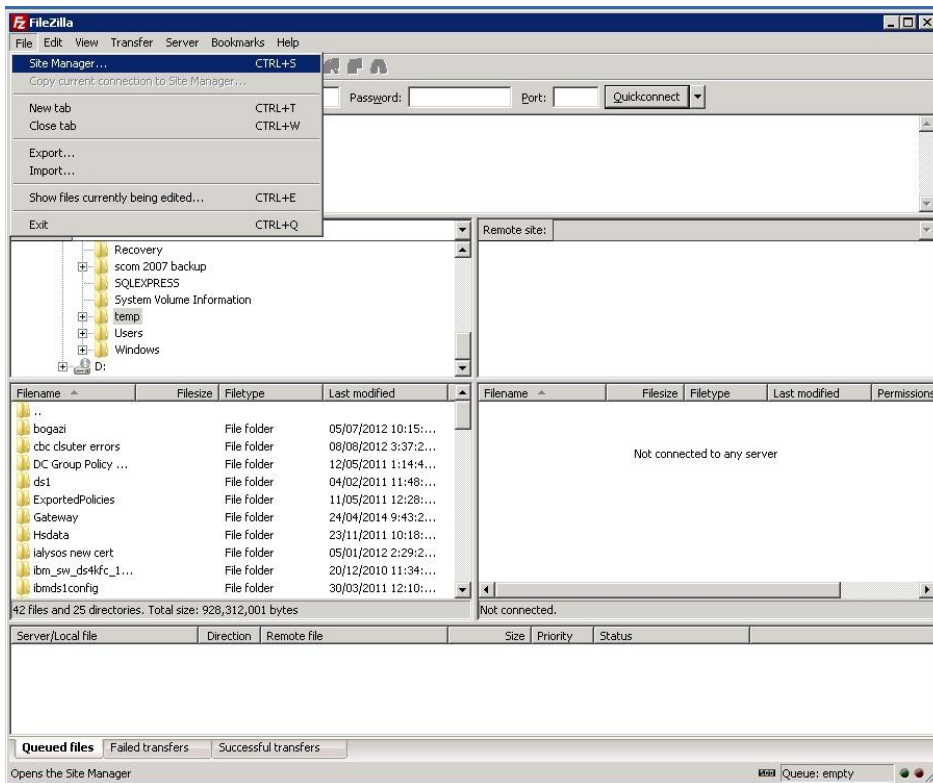 FileZilla
File Edit View Transfer Server Bookmarks Help
Site Manager... CTRL+S
Copy current connection to Site Manager...
Password: Port: Quickconnect
New tab CTRL+T
Close tab CTRL+W
Export...
Import...
Show files currently being edited... CTRL+E
Exit CTRL+Q
Remote site:
Recovery
scom 2007 backup
SQLEXPRESS
System Volume Information
temp
Users
Windows
D:
Filename Filesize Filetype Last modified
..
bogazi File folder 05/07/2012 10:15:...
cbc clsuter errors File folder 08/08/2012 3:37:2...
DC Group Policy ... File folder 12/05/2011 1:14:4...
ds1 File folder 04/02/2011 11:48:...
ExportedPolicies File folder 11/05/2011 12:28:...
Gateway File folder 24/04/2014 9:43:2...
Hsdata File folder 23/11/2011 10:18:...
ialysos new cert File folder 05/01/2012 2:29:2...
ibm_sw_ds4kfc_1... File folder 20/12/2010 11:34:...
ibmds1config File folder 30/03/2011 12:10:...
42 files and 25 directories. Total size: 928,312,001 bytes
Filename Filesize Filetype Last modified Permissions
Not connected to any server
Not connected.
Server/Local file Direction Remote file Size Priority Status
Queued files Failed transfers Successful transfers
Opens the Site Manager Queue: empty